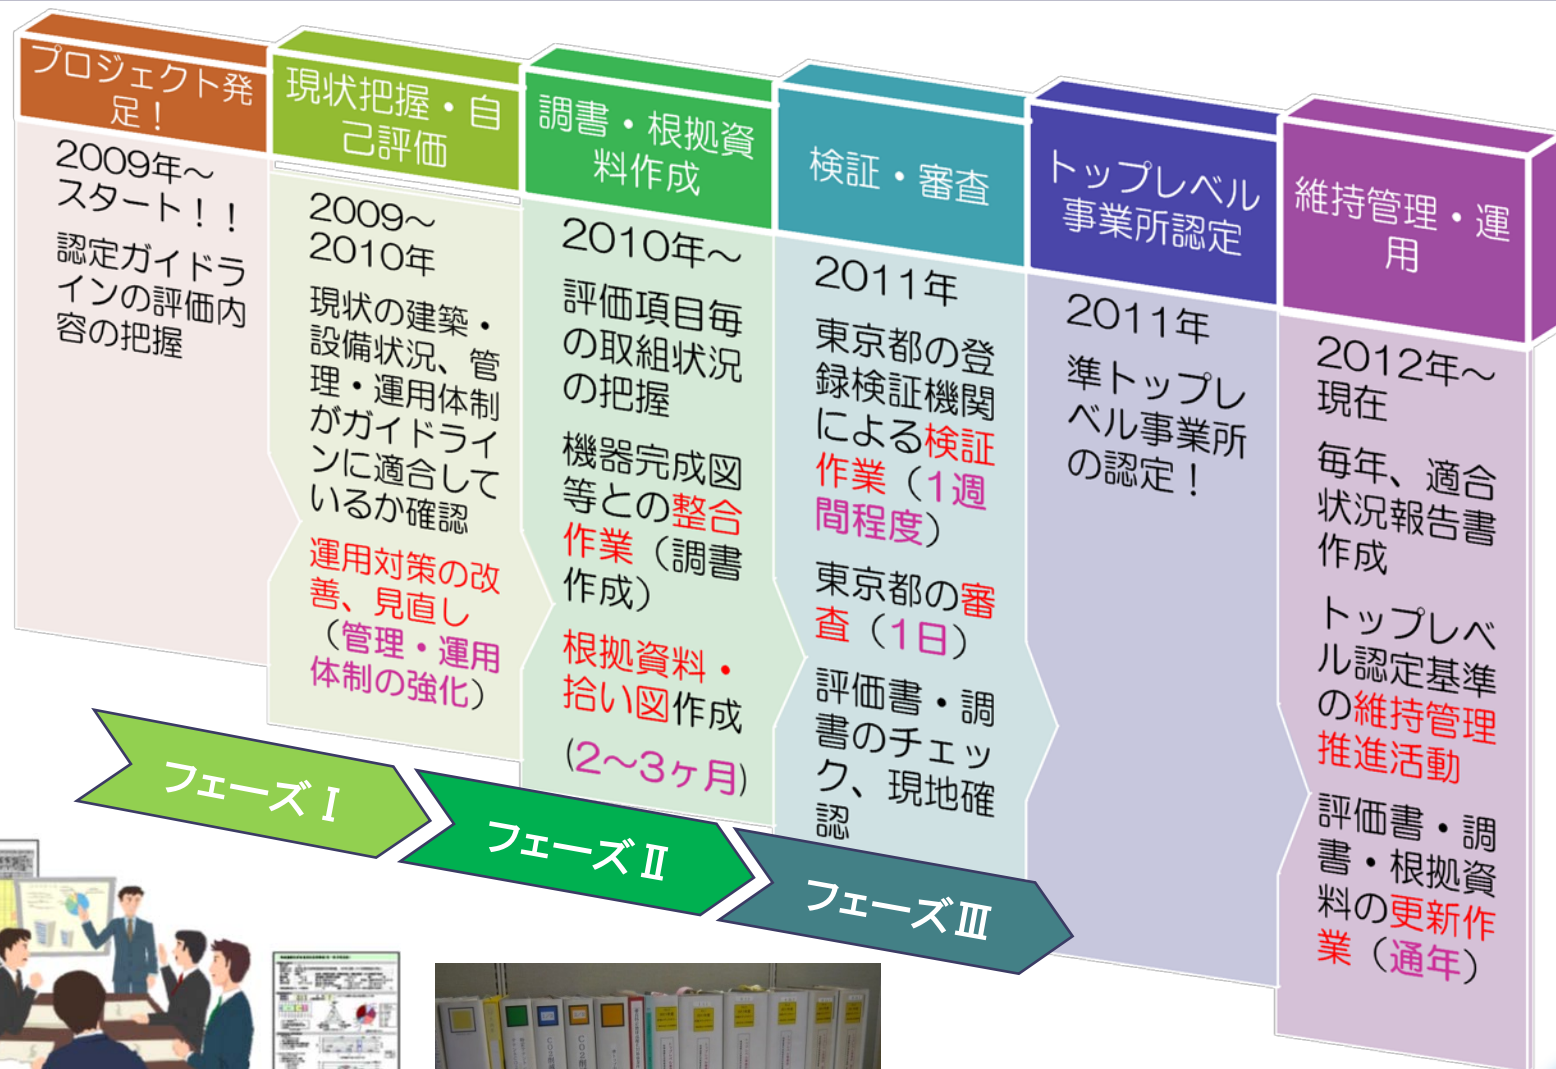 プロジェクト発
足！
2009年～
スタート！！
認定ガイドラ
インの評価内
容の把握
現状把握・自
己評価
2009～
2010年
現状の建築・
設備状況、管
理・運用体制
がガイドライ
ンに適合して
いるか確認
運用対策の改
善、見直し
（管理・運用
体制の強化）
調書・根拠資
料作成
2010年～
評価項目毎
の取組状況
の把握
機器完成図
等との整合
作業（調書
作成）
根拠資料・
拾い図作成
(2～3ヶ月)
検証・審査
2011年
東京都の登
録検証機関
による検証
作業（1週
間程度）
東京都の審
査（1日）
評価書・調
書のチェッ
ク、現地確
認
トップレベル
事業所認定
2011年
準トップレ
ベル事業所
の認定！
維持管理・運
用
2012年～
現在
毎年、適合
状況報告書
作成
トップレベ
ル認定基準
の維持管理
推進活動
評価書・調
書・根拠資
料の更新作
業（通年）
フェーズⅠ
フェーズⅡ
フェーズⅢ